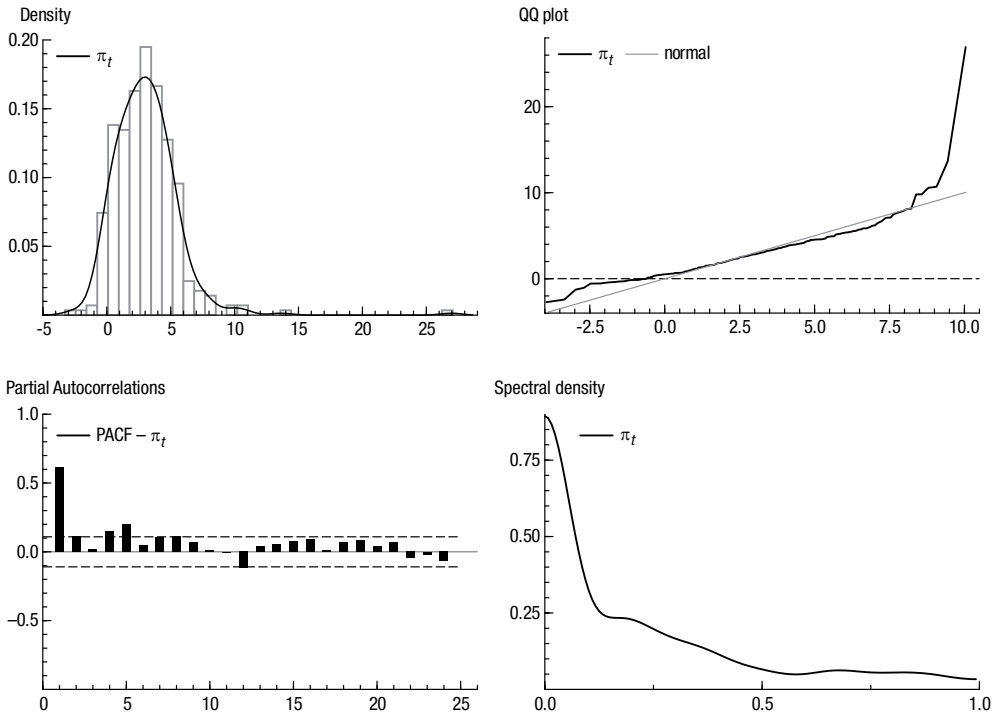 Density
QQ plot
0.20
π_t
0.15
0.10
0.05
-5 0 5 10 15 20 25
π_t normal
20
10
0
-2.5 0.0 2.5 5.0 7.5 10.0
Partial Autocorrelations
Spectral density
1.0
PACF – π_t
0.5
0.0
–0.5
0 5 10 15 20 25
π_t
0.75
0.50
0.25
0.0 0.5 1.0